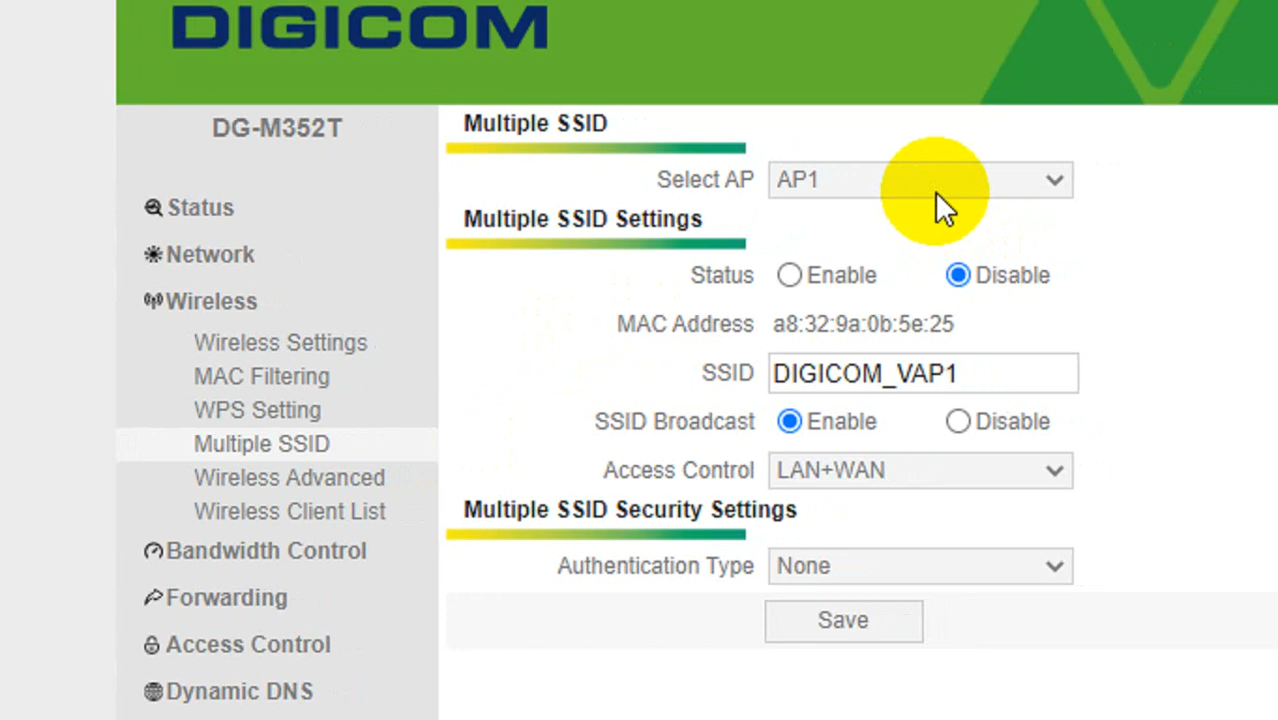 DIGICOM
DG-M352T
Status
Network
Wireless
Wireless Settings
MAC Filtering
WPS Setting
Multiple SSID
Wireless Advanced
Wireless Client List
Bandwidth Control
Forwarding
Access Control
Dynamic DNS
Multiple SSID
Select AP AP1
Multiple SSID Settings
Status Enable Disable
MAC Address a8:32:9a:0b:5e:25
SSID DIGICOM_VAP1
SSID Broadcast Enable Disable
Access Control LAN+WAN
Multiple SSID Security Settings
Authentication Type None
Save